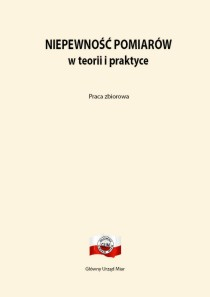 NIEPEWNOŚĆ POMIARÓW
w teorii i praktyce
Praca zbiorowa
Główny Urząd Miar